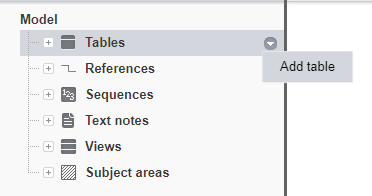 Model
Tables
Add table
References
Sequences
Text notes
Views
Subject areas